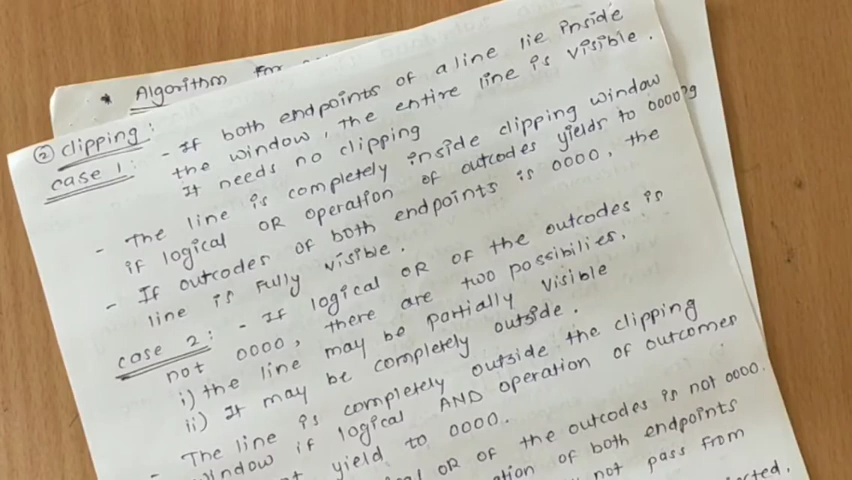 * Algorithm for
② clipping:
case 1: - If both endpoints of a line lie inside
the window, the entire line is visible.
It needs no clipping
- The line is completely inside clipping window
if logical OR operation of outcodes yields to 0000
- If outcodes of both endpoints is 0000, the
line is fully visible.
case 2: - If logical OR of the outcodes is
not 0000, there are two possibilies.
i) the line may be partially visible
ii) It may be completely outside.
- The line is completely outside the clipping
window if logical AND operation of outcomes
yield to 0000.
OR of the outcodes is not 0000.
of both endpoints
not pass from